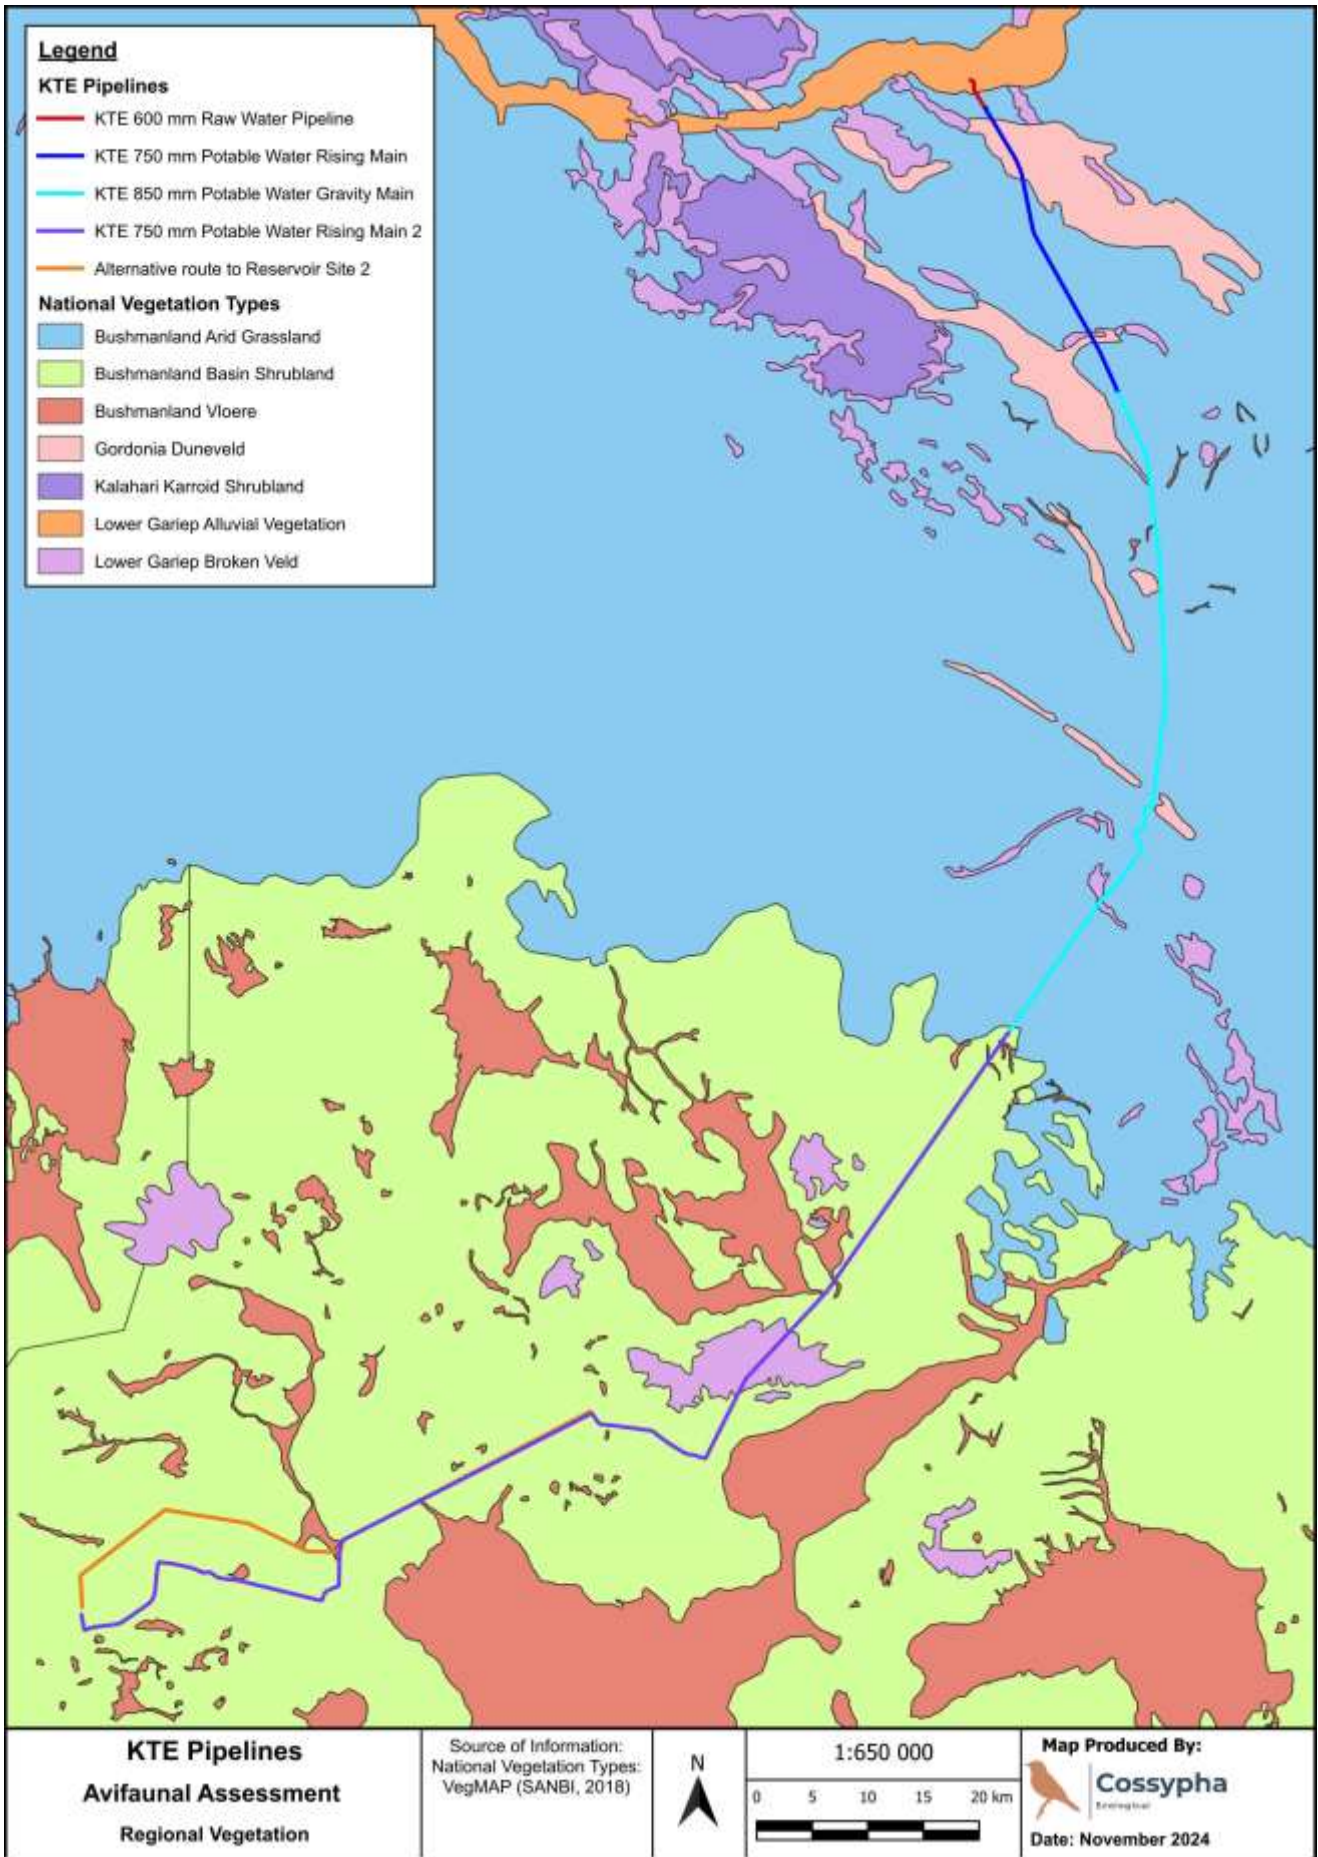 Legend
KTE Pipelines
KTE 600 mm Raw Water Pipeline
KTE 750 mm Potable Water Rising Main
KTE 850 mm Potable Water Gravity Main
KTE 750 mm Potable Water Rising Main 2
Alternative route to Reservoir Site 2
National Vegetation Types
Bushmanland Arid Grassland
Bushmanland Basin Shrubland
Bushmanland Vloere
Gordonia Duneveld
Kalahari Karroid Shrubland
Lower Gariep Alluvial Vegetation
Lower Gariep Broken Veld
KTE Pipelines
Avifaunal Assessment
Regional Vegetation
Source of Information:
National Vegetation Types:
VegMAP (SANBI, 2018)
N
1:650 000
0 5 10 15 20 km
Map Produced By:
Cossypha
Ecological
Date: November 2024